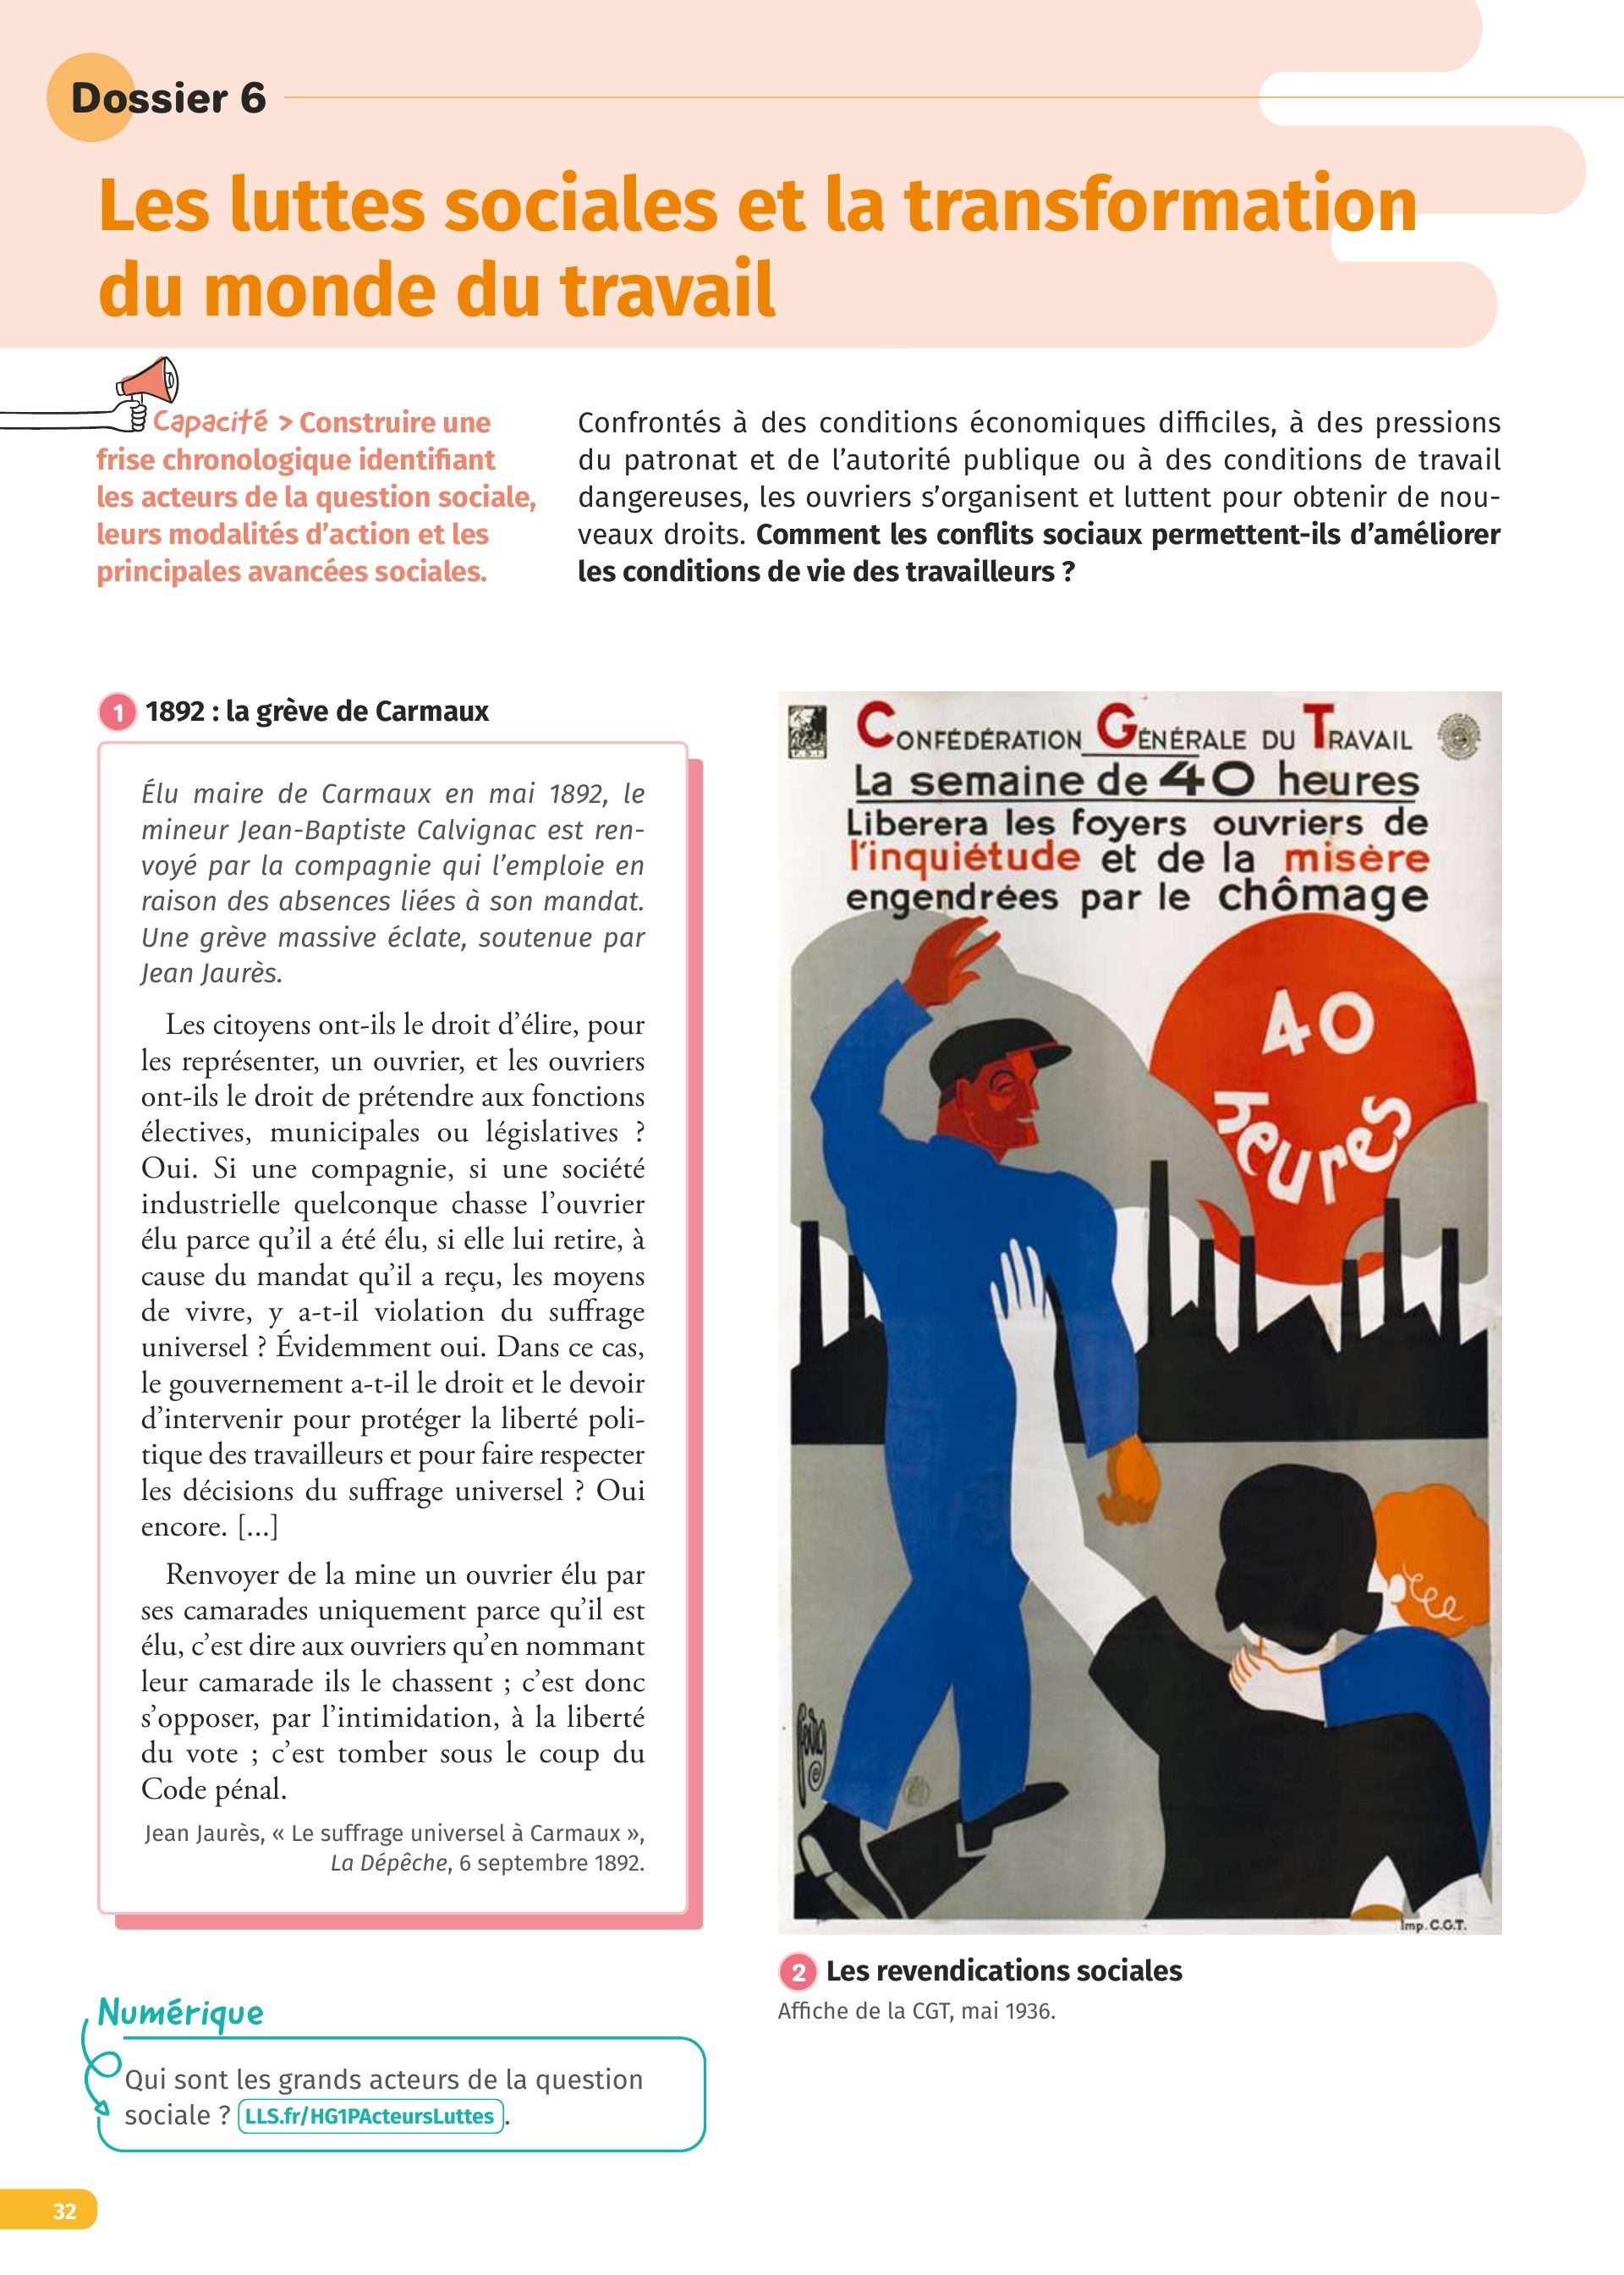 Dossier 6
Les luttes sociales et la transformation
du monde du travail
Capacité > Construire une
frise chronologique identifiant
les acteurs de la question sociale,
leurs modalités d’action et les
principales avancées sociales.
Confrontés à des conditions économiques difficiles, à des pressions
du patronat et de l’autorité publique ou à des conditions de travail
dangereuses, les ouvriers s’organisent et luttent pour obtenir de nou-
veaux droits. Comment les conflits sociaux permettent-ils d’améliorer
les conditions de vie des travailleurs ?
1 1892 : la grève de Carmaux
Élu maire de Carmaux en mai 1892, le
mineur Jean-Baptiste Calvignac est ren-
voyé par la compagnie qui l’emploie en
raison des absences liées à son mandat.
Une grève massive éclate, soutenue par
Jean Jaurès.
Les citoyens ont-ils le droit d’élire, pour
les représenter, un ouvrier, et les ouvriers
ont-ils le droit de prétendre aux fonctions
électives, municipales ou législatives ?
Oui. Si une compagnie, si une société
industrielle quelconque chasse l’ouvrier
élu parce qu’il a été élu, si elle lui retire, à
cause du mandat qu’il a reçu, les moyens
de vivre, y a-t-il violation du suffrage
universel ? Évidemment oui. Dans ce cas,
le gouvernement a-t-il le droit et le devoir
d’intervenir pour protéger la liberté poli-
tique des travailleurs et pour faire respecter
les décisions du suffrage universel ? Oui
encore. [...]
Renvoyer de la mine un ouvrier élu par
ses camarades uniquement parce qu’il est
élu, c’est dire aux ouvriers qu’en nommant
leur camarade ils le chassent ; c’est donc
s’opposer, par l’intimidation, à la liberté
du vote ; c’est tomber sous le coup du
Code pénal.
Jean Jaurès, « Le suffrage universel à Carmaux »,
La Dépêche, 6 septembre 1892.
Numérique
Qui sont les grands acteurs de la question
sociale ? LLS.fr/HG1PActeursLuttes.
CONFÉDÉRATION GÉNÉRALE DU TRAVAIL
La semaine de 40 heures
Liberera les foyers ouvriers de
l'inquiétude et de la misère
engendrées par le chômage
40
heures
Imp. C.G.T.
2 Les revendications sociales
Affiche de la CGT, mai 1936.
32